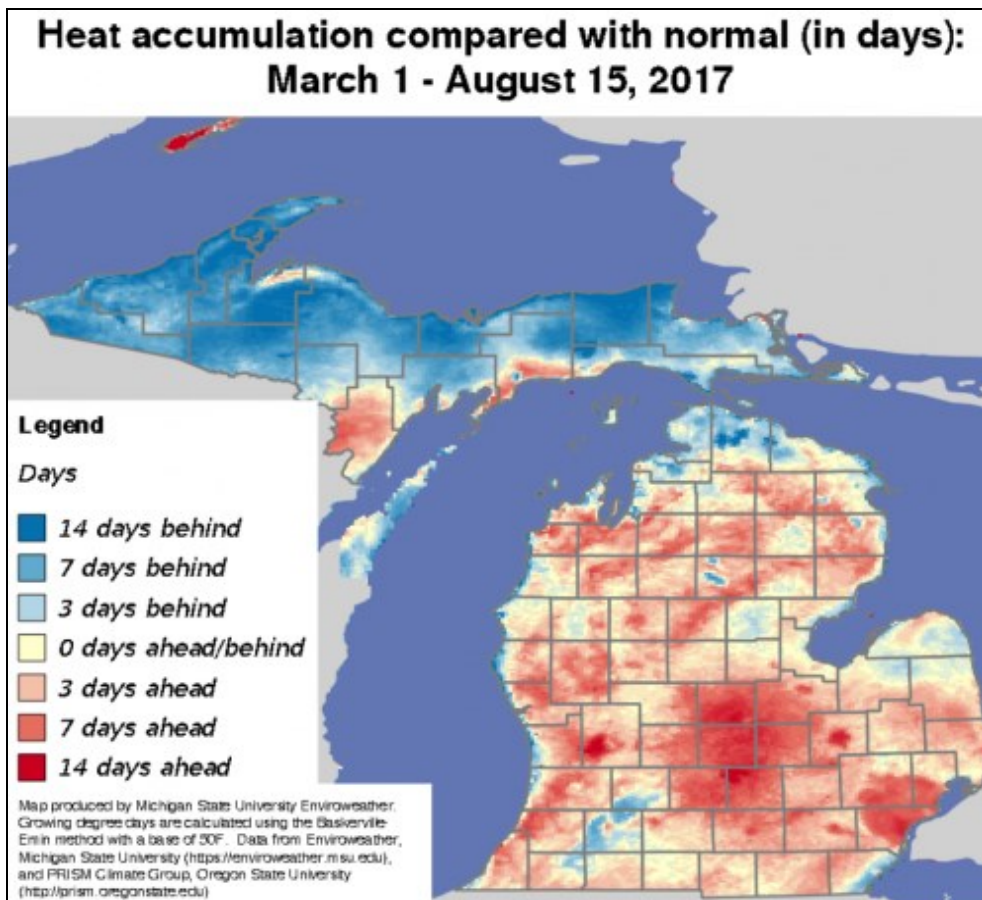 Heat accumulation compared with normal (in days):
March 1 - August 15, 2017
Legend
Days
14 days behind
7 days behind
3 days behind
0 days ahead/behind
3 days ahead
7 days ahead
14 days ahead
Map produced by Michigan State University Enviroweather.
Growing degree days are calculated using the Baskerville-
Emin method with a base of 50F. Data from Enviroweather,
Michigan State University (https://enviroweather.msu.edu),
and PRISM Climate Group, Oregon State University
(http://prism.oregonstate.edu)